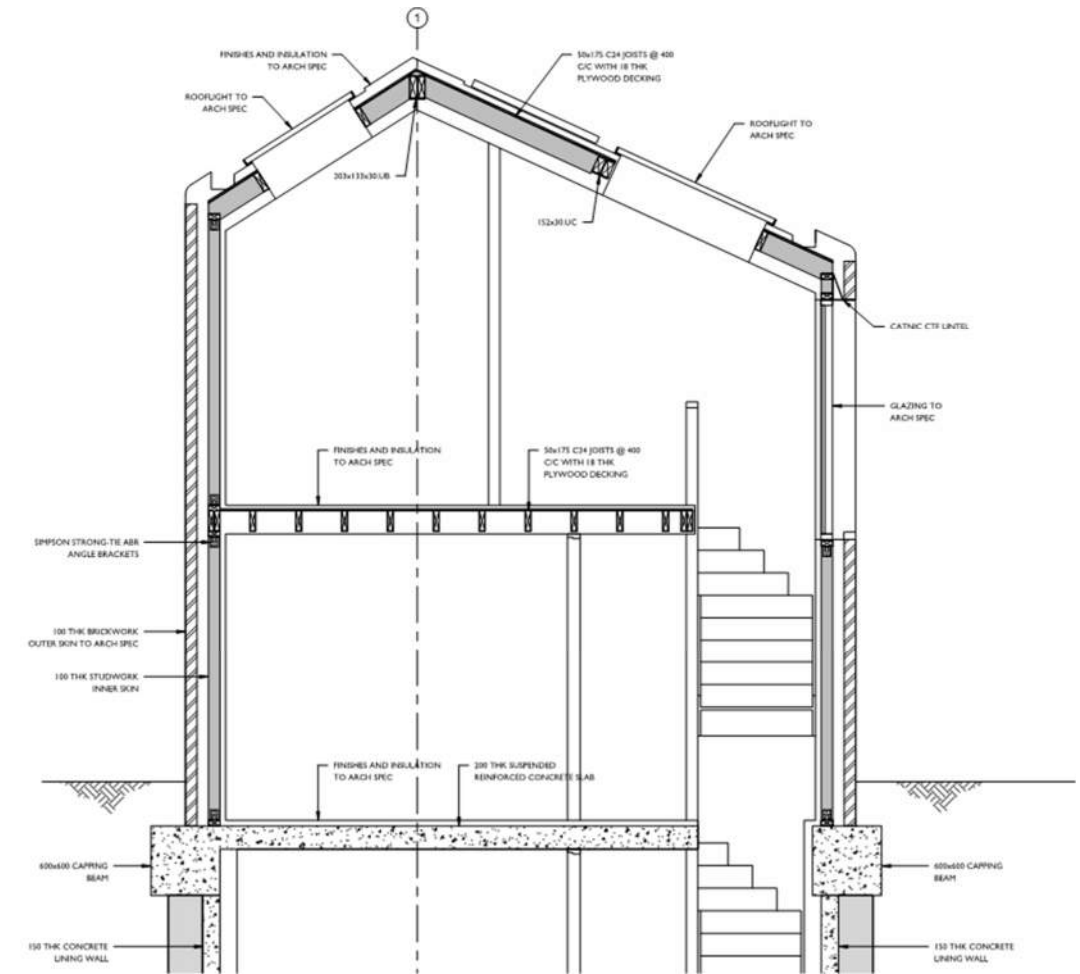 1
FINISHES AND INSULATION
TO ARCH SPEC
50x175 C24 JOISTS @ 400
C/C WITH 18 THK
PLYWOOD DECKING
ROOFLIGHT TO
ARCH SPEC
ROOFLIGHT TO
ARCH SPEC
203x133x30 UB
152x30 UC
CATNIC CTF LINTEL
GLAZING TO
ARCH SPEC
FINISHES AND INSULATION
TO ARCH SPEC
50x175 C24 JOISTS @ 400
C/C WITH 18 THK
PLYWOOD DECKING
SIMPSON STRONG-TIE ABR
ANGLE BRACKETS
100 THK BRICKWORK
OUTER SKIN TO ARCH SPEC
100 THK STUDWORK
INNER SKIN
FINISHES AND INSULATION
TO ARCH SPEC
200 THK SUSPENDED
REINFORCED CONCRETE SLAB
600x600 CAPPING
BEAM
600x600 CAPPING
BEAM
150 THK CONCRETE
LINING WALL
150 THK CONCRETE
LINING WALL